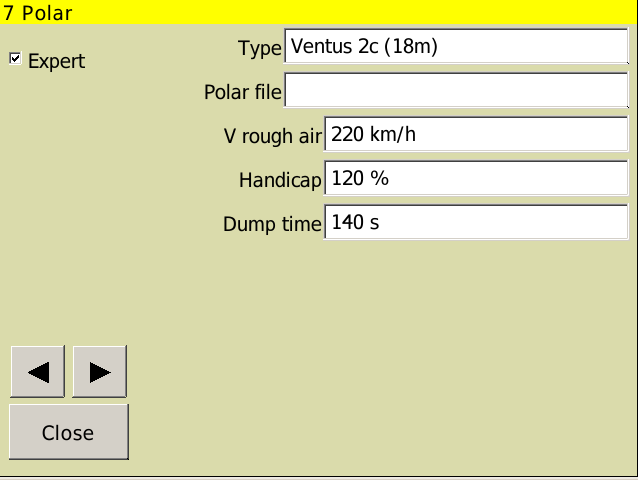 7 Polar
Expert
Type Ventus 2c (18m)
Polar file
V rough air 220 km/h
Handicap 120 %
Dump time 140 s
Close